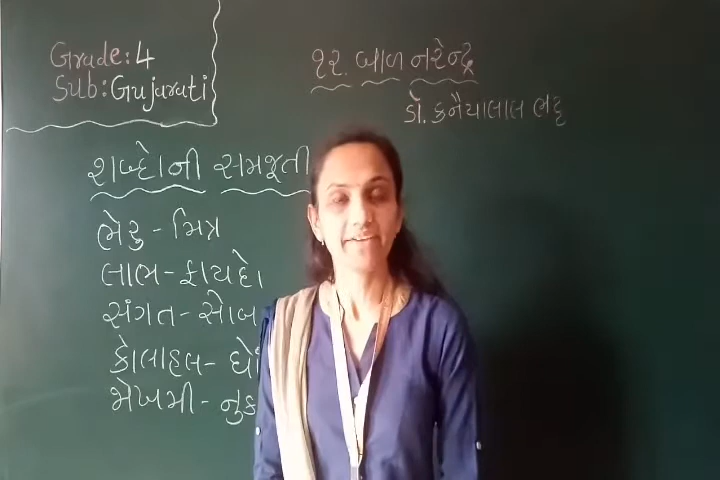 Grade: 4
Sub: Gujarati
૧૨. બાળ નરેન્દ્ર
ડૉ. કનૈયાલાલ ભટ્ટ
શબ્દોની સમજૂતી
ભેરુ - મિત્ર
લાભ - ફાયદો
સંગત - સોબ
કોલાહલ - ઘોં
જોખમી - નુક